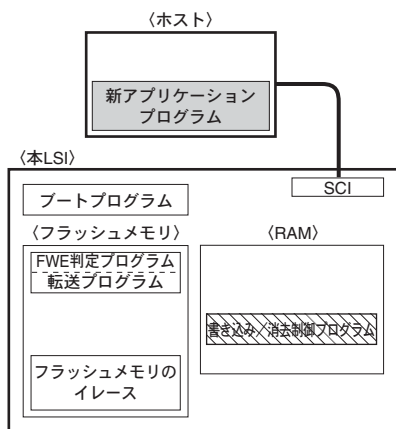 〈ホスト〉
新アプリケーション
プログラム
〈本LSI〉
SCI
ブートプログラム
〈フラッシュメモリ〉
〈RAM〉
FWE判定プログラム
転送プログラム
書き込み／消去制御プログラム
フラッシュメモリの
イレース